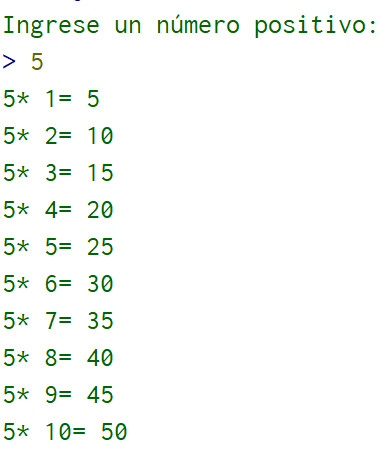 Ingrese un número positivo:
> 5
5* 1= 5
5* 2= 10
5* 3= 15
5* 4= 20
5* 5= 25
5* 6= 30
5* 7= 35
5* 8= 40
5* 9= 45
5* 10= 50